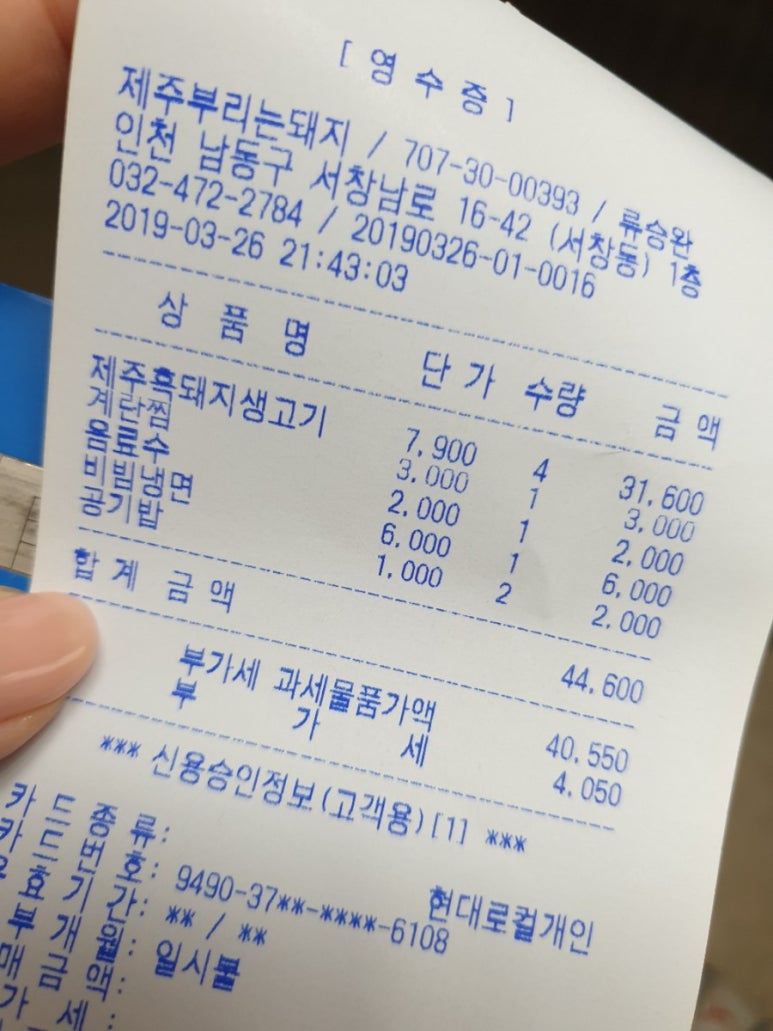 [ 영 수 증 ]
제주부리는돼지 / 707-30-00393 / 류승완
인천 남동구 서창남로 16-42 (서창동) 1층
032-472-2784 / 20190326-01-0016
2019-03-26 21:43:03
상 품 명 단 가 수량 금 액
제주흑돼지생고기 7,900 4 31,600
계란찜 3,000 1 3,000
음료수 2,000 1 2,000
비빔냉면 6,000 1 6,000
공기밥 1,000 2 2,000
합 계 금 액 44,600
부가세 과세물품가액 40,550
부 가 세 4,050
*** 신용승인정보(고객용)[1] ***
카 드 종 류: 현대로컬개인
카 드 번 호: 9490-37**-****-6108
유 효 기 간: ** / **
부 개 월: 일시불
매 금 액:
가 세 :